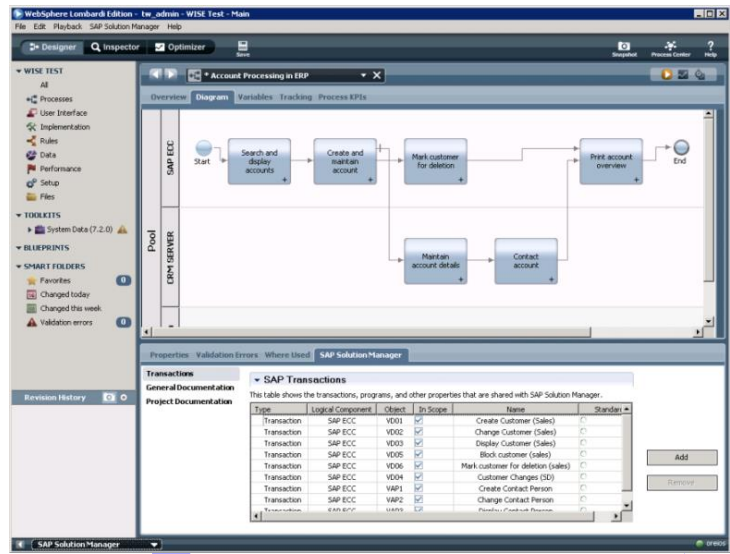 WebSphere Lombardi Edition - tw_admin - WISE Test - Main
File Edit Playback SAP Solution Manager Help
Designer Inspector Optimizer
Save
Snapshot Process Center Help
WISE TEST
All
Processes
User Interface
Implementation
Rules
Data
Performance
Setup
Files
TOOLKITS
System Data (7.2.0)
BLUEPRINTS
SMART FOLDERS
Favorites 0
Changed today
Changed this week
Validation errors 0
Revision History
* Account Processing in ERP
Overview Diagram Variables Tracking Process KPIs
Pool
SAP ECC
Start
Search and
display
accounts
Create and
maintain
account
Mark customer
for deletion
Print account
overview
End
CRM SERVER
Maintain
account details
Contact
account
Properties Validation Errors Where Used SAP Solution Manager
Transactions
General Documentation
Project Documentation
SAP Transactions
This table shows the transactions, programs, and other properties that are shared with SAP Solution Manager.
Type Logical Component Object In Scope Name Standar
Transaction SAP ECC VD01 Create Customer (Sales)
Transaction SAP ECC VD02 Change Customer (Sales)
Transaction SAP ECC VD03 Display Customer (Sales)
Transaction SAP ECC VD05 Block customer (sales)
Transaction SAP ECC VD06 Mark customer for deletion (sales)
Transaction SAP ECC VD04 Customer Changes (SD)
Transaction SAP ECC VAP1 Create Contact Person
Transaction SAP ECC VAP2 Change Contact Person
Transaction SAP ECC VAP3 Display Contact Person
Add
Remove
SAP Solution Manager